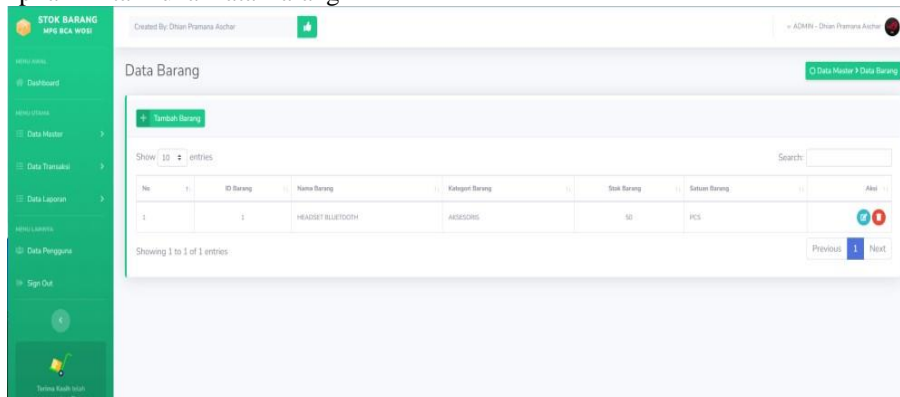 STOK BARANG
MPG BCA WOSI
Created By: Dhian Pramana Aschar
ADMIN - Dhian Pramana Aschar
Dashboard
Data Master
Data Transaksi
Data Laporan
Data Pengguna
Sign Out
Terima Kasih telah
Data Barang
Data Master Data Barang
+ Tambah Barang
Show 10 entries
Search:
No ID Barang Nama Barang Kategori Barang Stok Barang Satuan Barang Aksi
1 1 HEADSET BLUETOOTH AKSESORIS 50 PCS
Showing 1 to 1 of 1 entries
Previous 1 Next